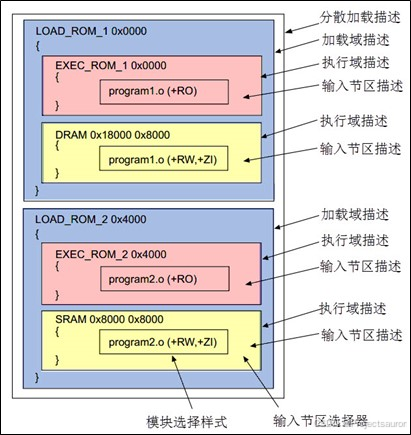 分散加载描述
LOAD_ROM_1 0x0000
加载域描述
{
EXEC_ROM_1 0x0000
执行域描述
{
program1.o (+RO)
输入节区描述
}
DRAM 0x18000 0x8000
执行域描述
{
program1.o (+RW,+ZI)
输入节区描述
}
}
LOAD_ROM_2 0x4000
加载域描述
{
EXEC_ROM_2 0x4000
执行域描述
{
program2.o (+RO)
输入节区描述
}
SRAM 0x8000 0x8000
执行域描述
{
program2.o (+RW,+ZI)
输入节区描述
}
}
模块选择样式
输入节区选择器